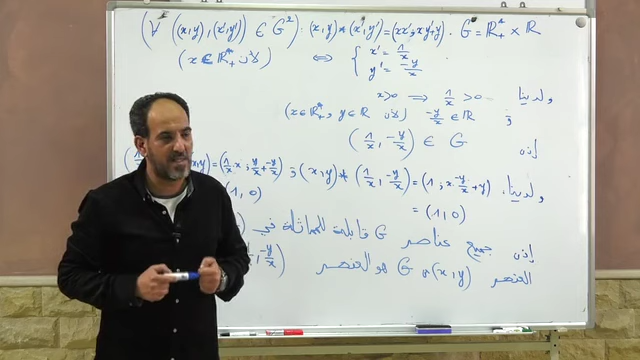 (∀ ((x,y),(x',y')) ∈ G²) · (x,y)*(x',y')=(xx',xy'+y) · G=ℝ₊* × ℝ
(x∈ℝ₊* لأن) ⇔ { x' = 1/x
y' = -y/x
ولدينا x>0 ⟹ 1/x > 0
و -y/x ∈ ℝ (x∈ℝ₊*, y∈ℝ لأن)
إذن (1/x, -y/x) ∈ G
ولدينا، (x,y)*(1/x, -y/x) = (1, x·-y/x+y) و x,y)=(1/x·x ; y/x+-y/x)
= (1,0) (1,0)
إذن جميع عناصر G قابلة للمماثلة في
العنصر (x,y) من G هو العنصر -y/x)